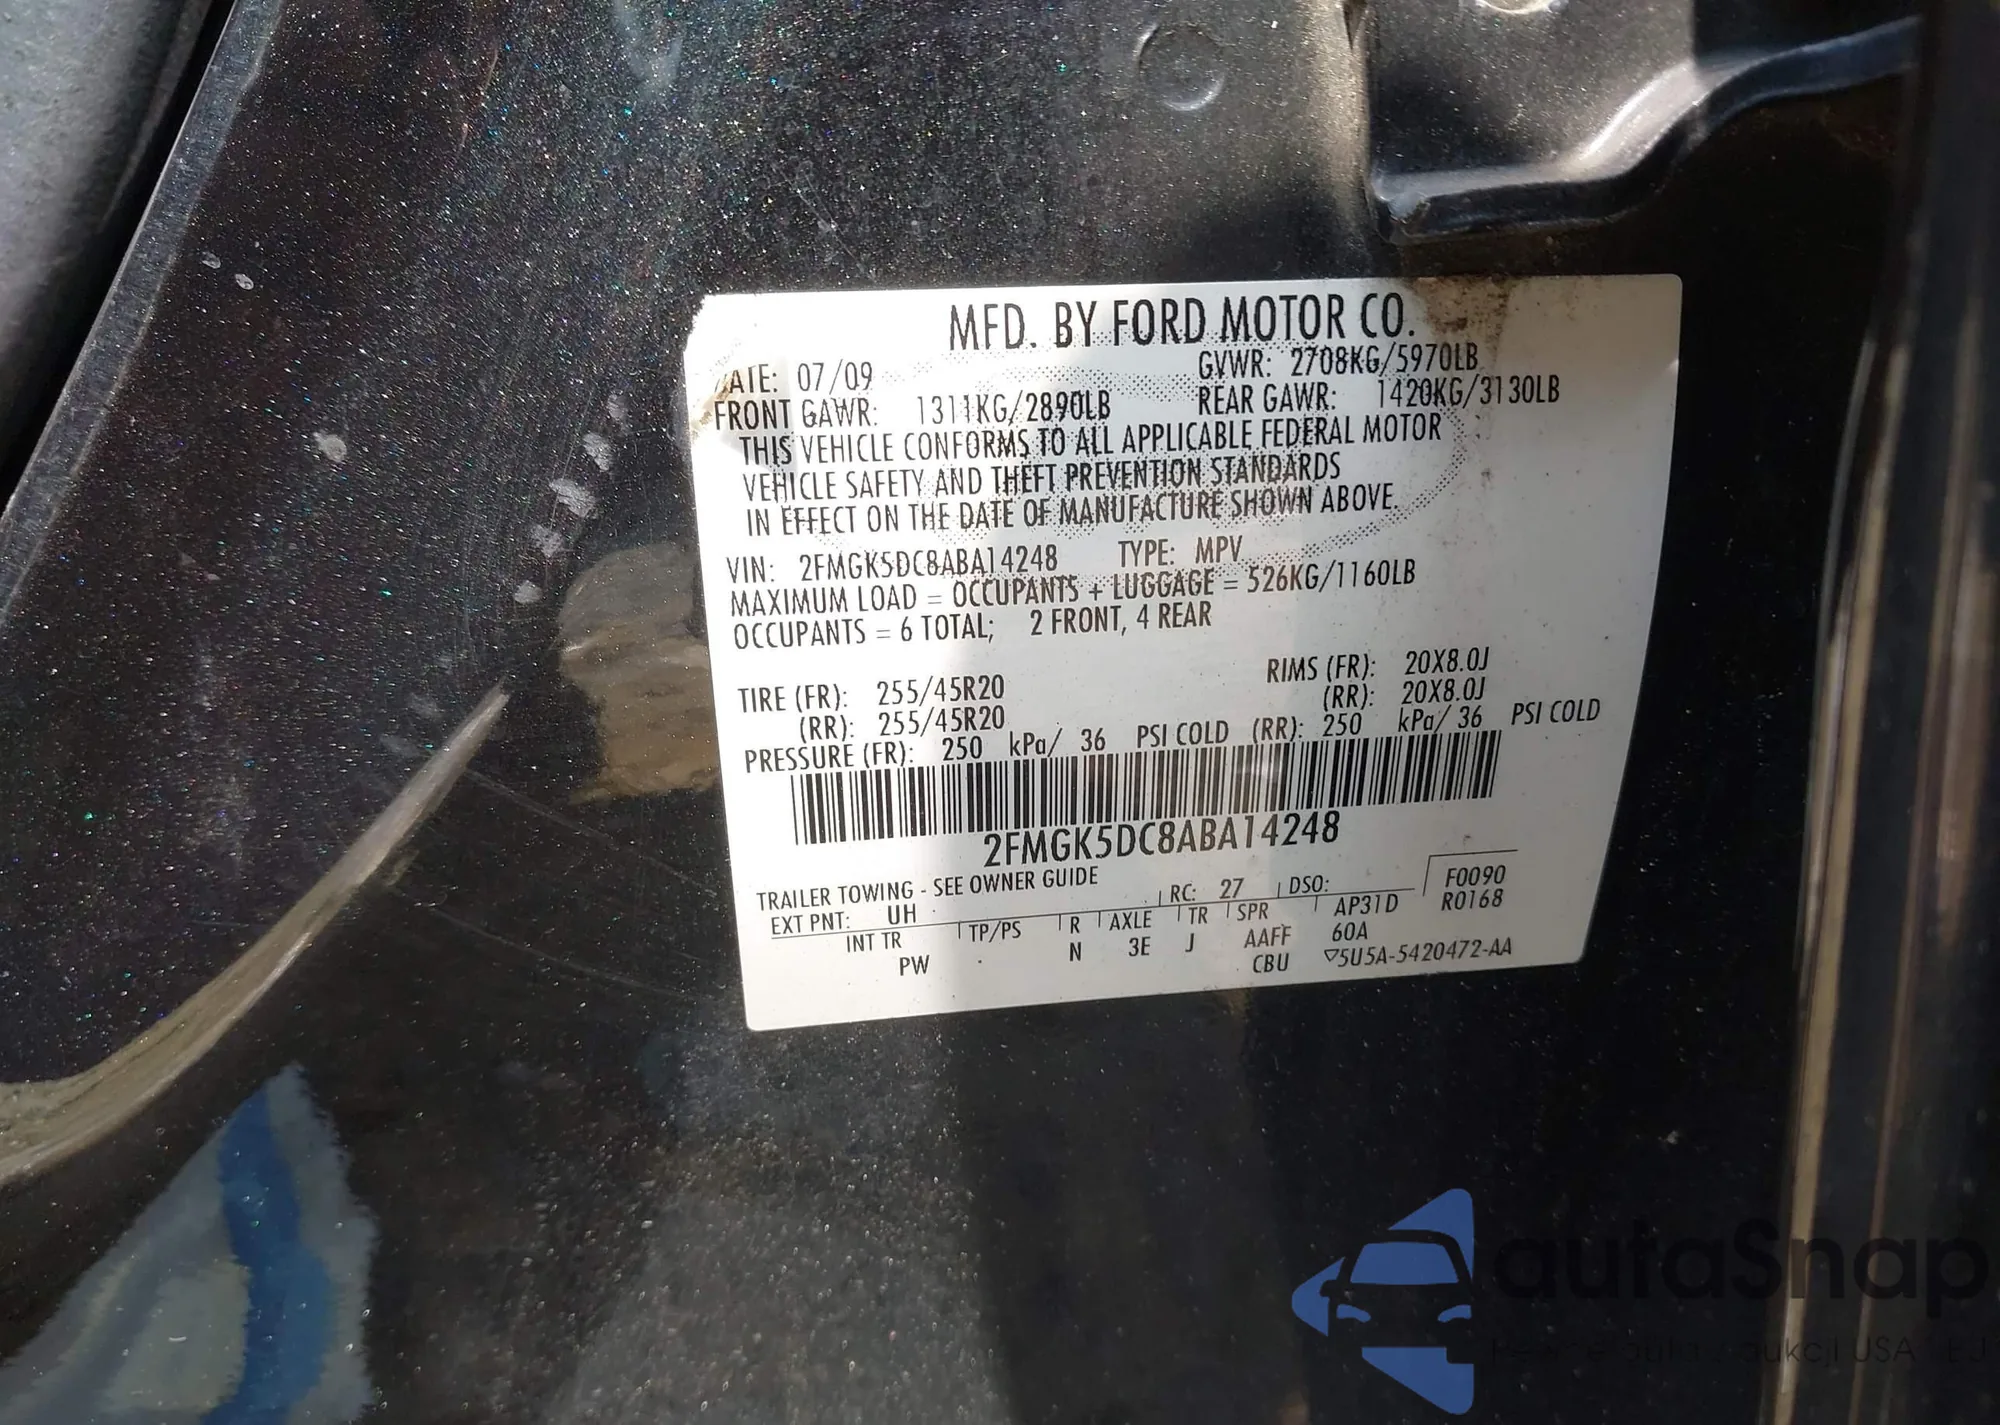 MFD. BY FORD MOTOR CO.
DATE: 07/09 GVWR: 2708KG/5970LB
FRONT GAWR: 1311KG/2890LB REAR GAWR: 1420KG/3130LB
THIS VEHICLE CONFORMS TO ALL APPLICABLE FEDERAL MOTOR
VEHICLE SAFETY AND THEFT PREVENTION STANDARDS
IN EFFECT ON THE DATE OF MANUFACTURE SHOWN ABOVE.
VIN: 2FMGK5DC8ABA14248 TYPE: MPV
MAXIMUM LOAD = OCCUPANTS + LUGGAGE = 526KG/1160LB
OCCUPANTS = 6 TOTAL; 2 FRONT, 4 REAR
TIRE (FR): 255/45R20 RIMS (FR): 20X8.0J
(RR): 255/45R20 (RR): 20X8.0J
PRESSURE (FR): 250 kPa/ 36 PSI COLD (RR): 250 kPa/ 36 PSI COLD
2FMGK5DC8ABA14248
TRAILER TOWING - SEE OWNER GUIDE
EXT PNT: UH RC: 27 DSO: F0090
R0168
INT TR TP/PS R AXLE TR SPR AP31D
PW N 3E J AAFF 60A
CBU ▽5U5A-5420472-AA
autoSnap
aukcji USA